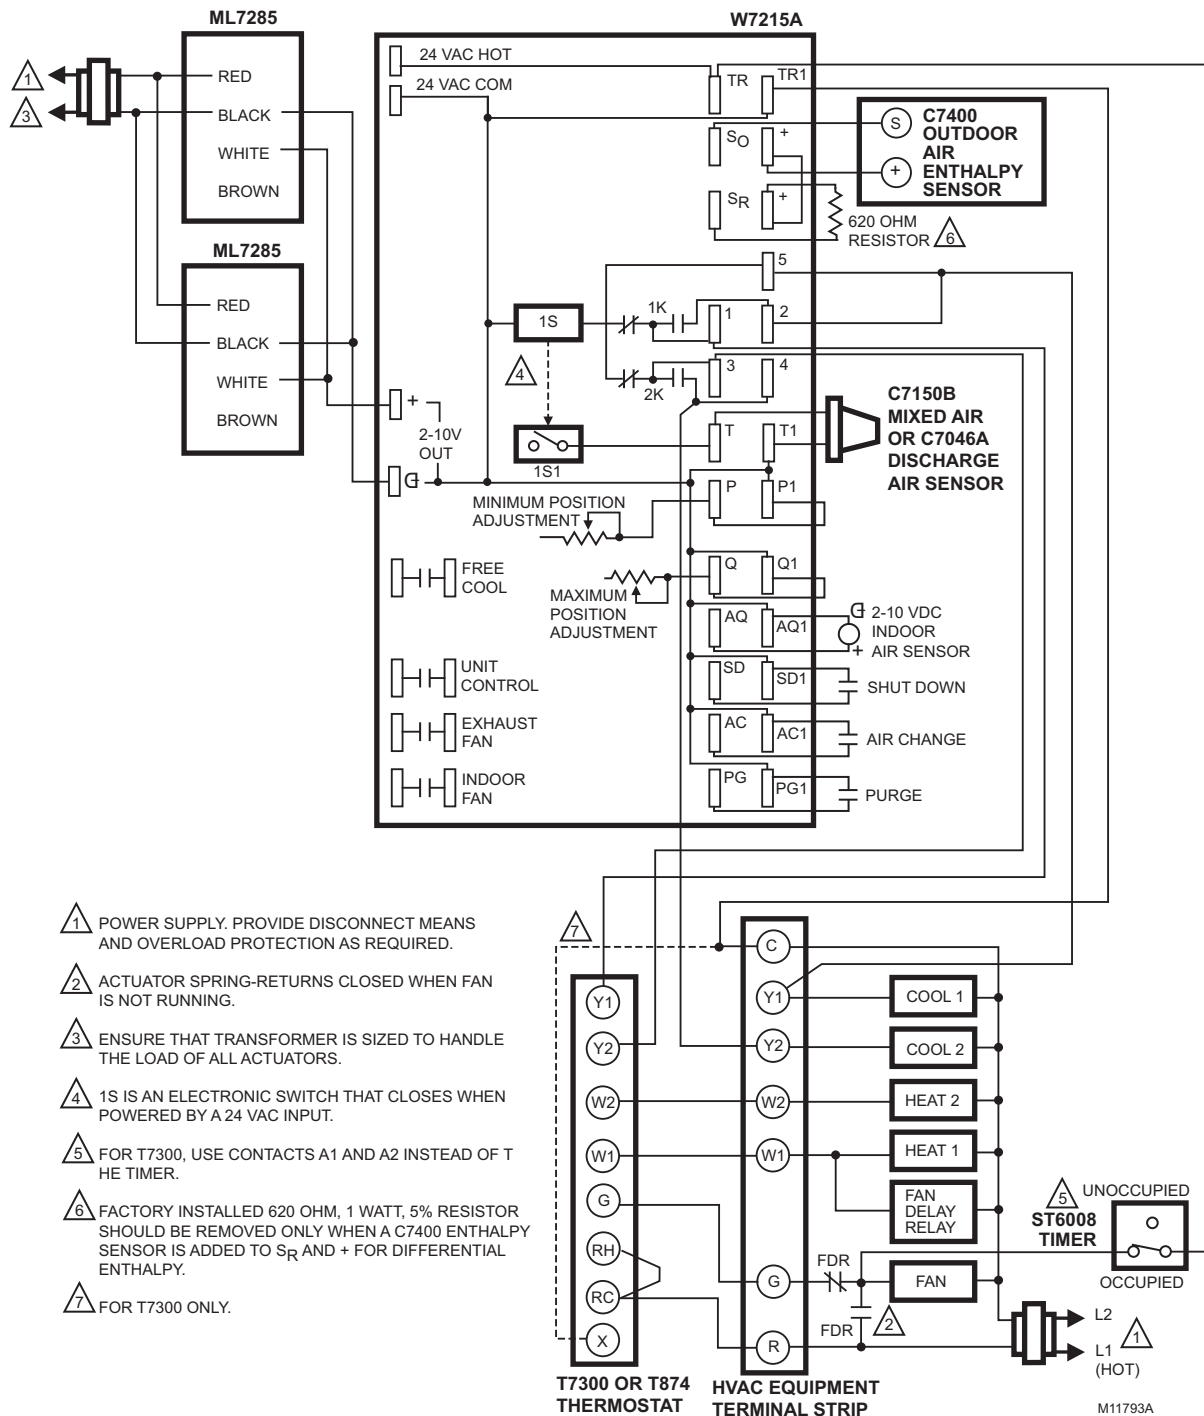 ML7285
W7215A
1
3
RED
BLACK
WHITE
BROWN
ML7285
RED
BLACK
WHITE
BROWN
24 VAC HOT
24 VAC COM
TR
TR1
SO
+
SR
+
S
+
C7400
OUTDOOR
AIR
ENTHALPY
SENSOR
620 OHM
RESISTOR
6
5
1S
1K
1
2
4
3
4
2K
+
2-10V
OUT
1S1
T
T1
C7150B
MIXED AIR
OR C7046A
DISCHARGE
AIR SENSOR
MINIMUM POSITION
ADJUSTMENT
P
P1
FREE
COOL
MAXIMUM
POSITION
ADJUSTMENT
Q
Q1
AQ
AQ1
2-10 VDC
INDOOR
+ AIR SENSOR
UNIT
CONTROL
SD
SD1
SHUT DOWN
EXHAUST
FAN
AC
AC1
AIR CHANGE
INDOOR
FAN
PG
PG1
PURGE
1 POWER SUPPLY. PROVIDE DISCONNECT MEANS
AND OVERLOAD PROTECTION AS REQUIRED.
2 ACTUATOR SPRING-RETURNS CLOSED WHEN FAN
IS NOT RUNNING.
3 ENSURE THAT TRANSFORMER IS SIZED TO HANDLE
THE LOAD OF ALL ACTUATORS.
4 1S IS AN ELECTRONIC SWITCH THAT CLOSES WHEN
POWERED BY A 24 VAC INPUT.
5 FOR T7300, USE CONTACTS A1 AND A2 INSTEAD OF T
HE TIMER.
6 FACTORY INSTALLED 620 OHM, 1 WATT, 5% RESISTOR
SHOULD BE REMOVED ONLY WHEN A C7400 ENTHALPY
SENSOR IS ADDED TO SR AND + FOR DIFFERENTIAL
ENTHALPY.
7 FOR T7300 ONLY.
7
Y1
Y2
W2
W1
G
RH
RC
X
T7300 OR T874
THERMOSTAT
C
Y1
Y2
W2
W1
G
R
HVAC EQUIPMENT
TERMINAL STRIP
COOL 1
COOL 2
HEAT 2
HEAT 1
FAN
DELAY
RELAY
FDR
FAN
FDR
2
5
UNOCCUPIED
ST6008
TIMER
OCCUPIED
L2
L1
(HOT)
1
M11793A